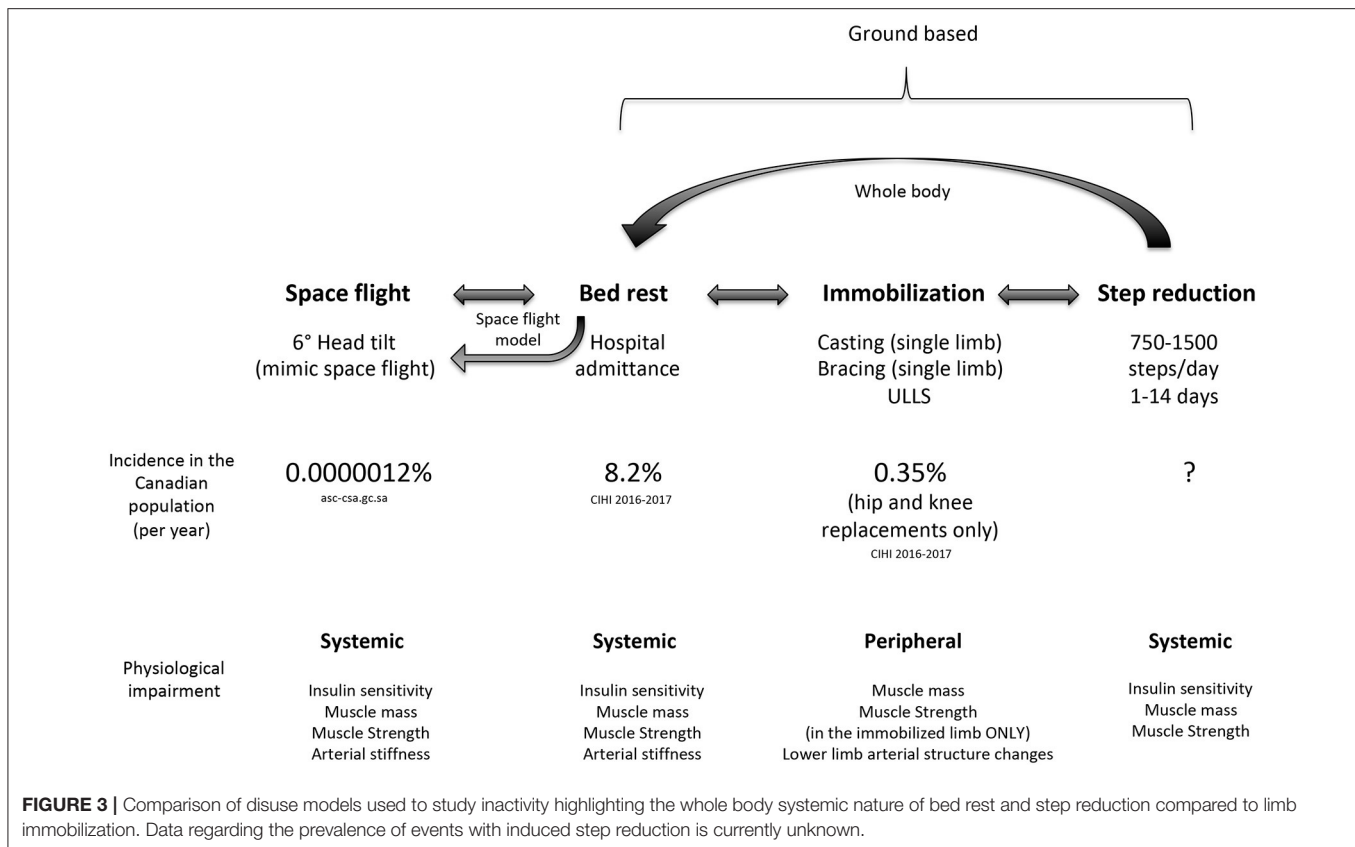 Ground based
Whole body
Space flight
Bed rest
Immobilization
Step reduction
Space flight
model
6° Head tilt
(mimic space flight)
Hospital
admittance
Casting (single limb)
Bracing (single limb)
ULLS
750-1500
steps/day
1-14 days
Incidence in the
Canadian
population
(per year)
0.0000012%
asc-csa.gc.sa
8.2%
CIHI 2016-2017
0.35%
(hip and knee
replacements only)
CIHI 2016-2017
?
Physiological
impairment
Systemic
Insulin sensitivity
Muscle mass
Muscle Strength
Arterial stiffness
Systemic
Insulin sensitivity
Muscle mass
Muscle Strength
Arterial stiffness
Peripheral
Muscle mass
Muscle Strength
(in the immobilized limb ONLY)
Lower limb arterial structure changes
Systemic
Insulin sensitivity
Muscle mass
Muscle Strength
FIGURE 3 | Comparison of disuse models used to study inactivity highlighting the whole body systemic nature of bed rest and step reduction compared to limb
immobilization. Data regarding the prevalence of events with induced step reduction is currently unknown.